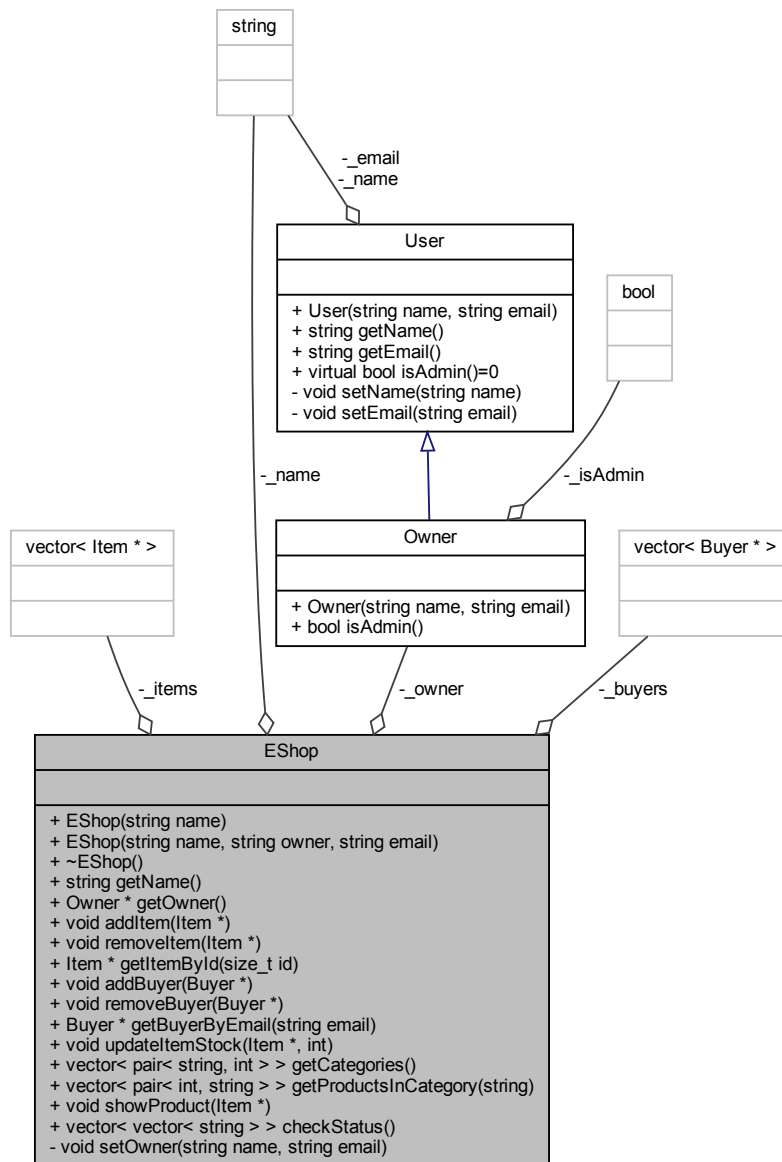 string
-_email
-_name
User
+ User(string name, string email)
+ string getName()
+ string getEmail()
+ virtual bool isAdmin()=0
- void setName(string name)
- void setEmail(string email)
bool
-_name
-_isAdmin
vector< Item * >
Owner
+ Owner(string name, string email)
+ bool isAdmin()
vector< Buyer * >
-_items
-_owner
-_buyers
EShop
+ EShop(string name)
+ EShop(string name, string owner, string email)
+ ~EShop()
+ string getName()
+ Owner * getOwner()
+ void addItem(Item *)
+ void removeItem(Item *)
+ Item * getItemById(size_t id)
+ void addBuyer(Buyer *)
+ void removeBuyer(Buyer *)
+ Buyer * getBuyerByEmail(string email)
+ void updateItemStock(Item *, int)
+ vector< pair< string, int > > getCategories()
+ vector< pair< int, string > > getProductsInCategory(string)
+ void showProduct(Item *)
+ vector< vector< string > > checkStatus()
- void setOwner(string name, string email)